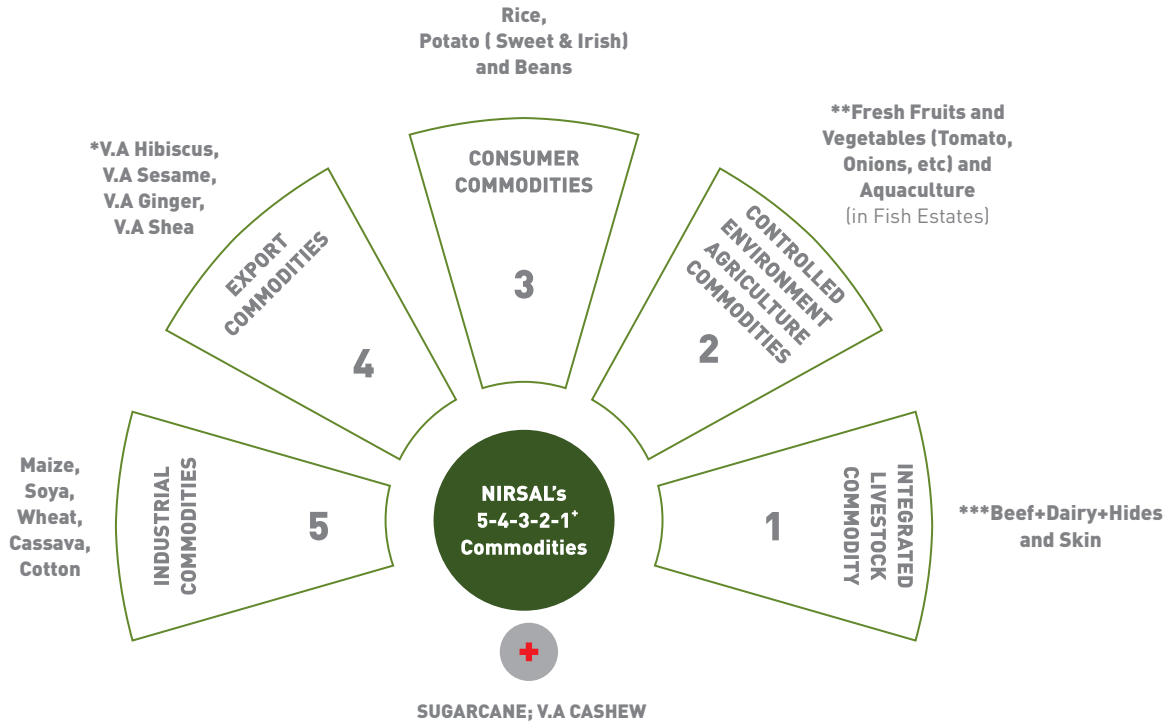 Rice,
Potato ( Sweet & Irish)
and Beans
**Fresh Fruits and
Vegetables (Tomato,
Onions, etc) and
Aquaculture
(in Fish Estates)
*V.A Hibiscus,
V.A Sesame,
V.A Ginger,
V.A Shea
CONSUMER
COMMODITIES
3
EXPORT
COMMODITIES
4
CONTROLLED
ENVIRONMENT
AGRICULTURE
COMMODITIES
2
Maize,
Soya,
Wheat,
Cassava,
Cotton
INDUSTRIAL
COMMODITIES
5
NIRSAL's
5-4-3-2-1+
Commodities
1
INTEGRATED
LIVESTOCK
COMMODITY
***Beef+Dairy+Hides
and Skin
+
SUGARCANE; V.A CASHEW